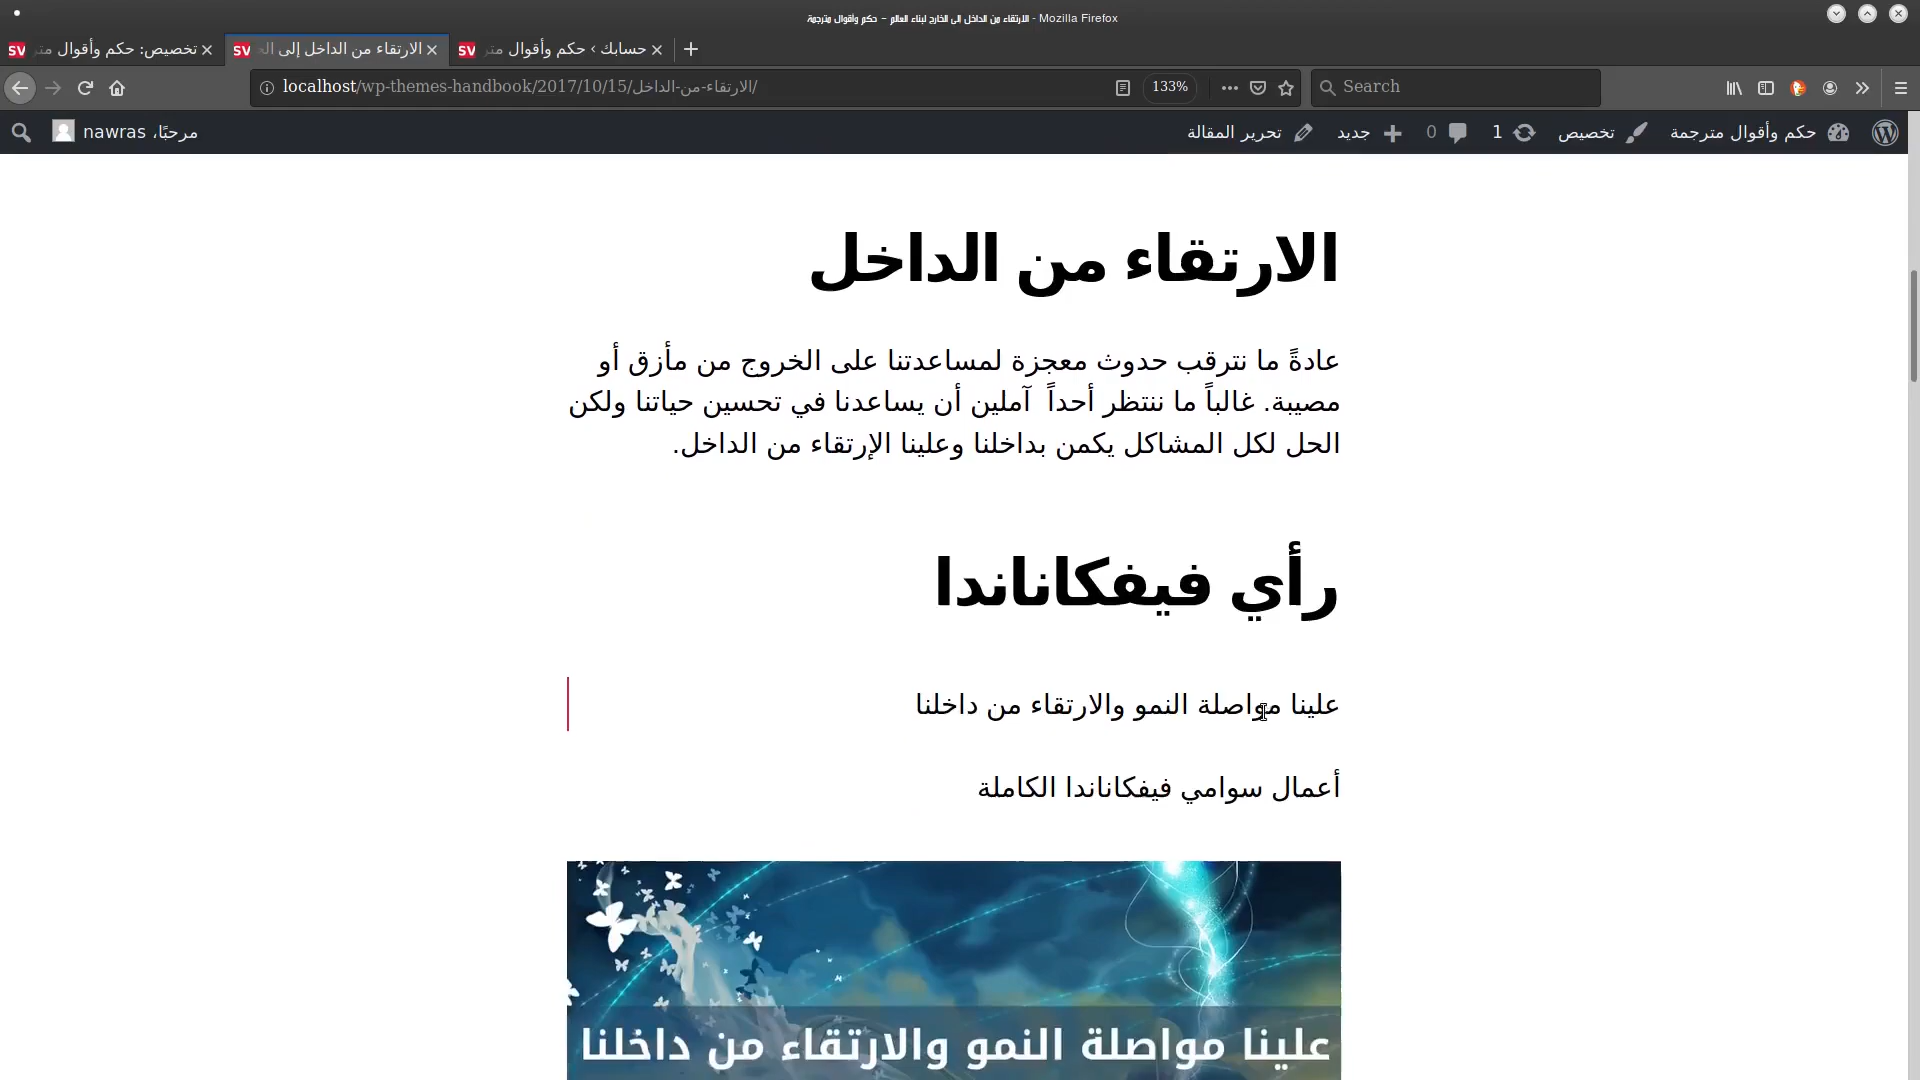 الارتقاء من الداخل إلى الخارج لبناء العالم – حكم وأقوال مترجمة - Mozilla Firefox
تخصيص: حكم وأقوال متر
الارتقاء من الداخل إلى الخ
حسابك ‹ حكم وأقوال متر
localhost/wp-themes-handbook/2017/10/15/الارتقاء-من-الداخل/
133%
Search
حكم وأقوال مترجمة
تخصيص
1
0
جديد
تحرير المقالة
مرحبًا، nawras
الارتقاء من الداخل
عادةً ما نترقب حدوث معجزة لمساعدتنا على الخروج من مأزق أو
مصيبة. غالباً ما ننتظر أحداً آملين أن يساعدنا في تحسين حياتنا ولكن
الحل لكل المشاكل يكمن بداخلنا وعلينا الإرتقاء من الداخل.
رأي فيفكاناندا
علينا مواصلة النمو والارتقاء من داخلنا
أعمال سوامي فيفكاناندا الكاملة
علينا مواصلة النمو والارتقاء من داخلنا